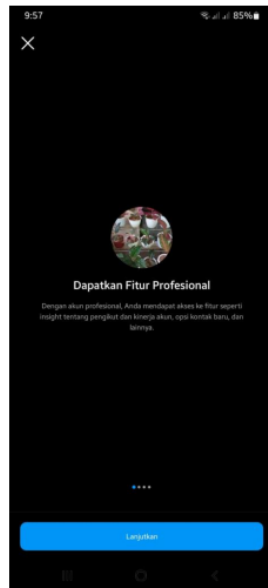 9:57
85%
Dapatkan Fitur Profesional
Dengan akun profesional, Anda mendapat akses ke fitur seperti
insight tentang pengikut dan kinerja akun, opsi kontak baru, dan
lainnya.
Lanjutkan